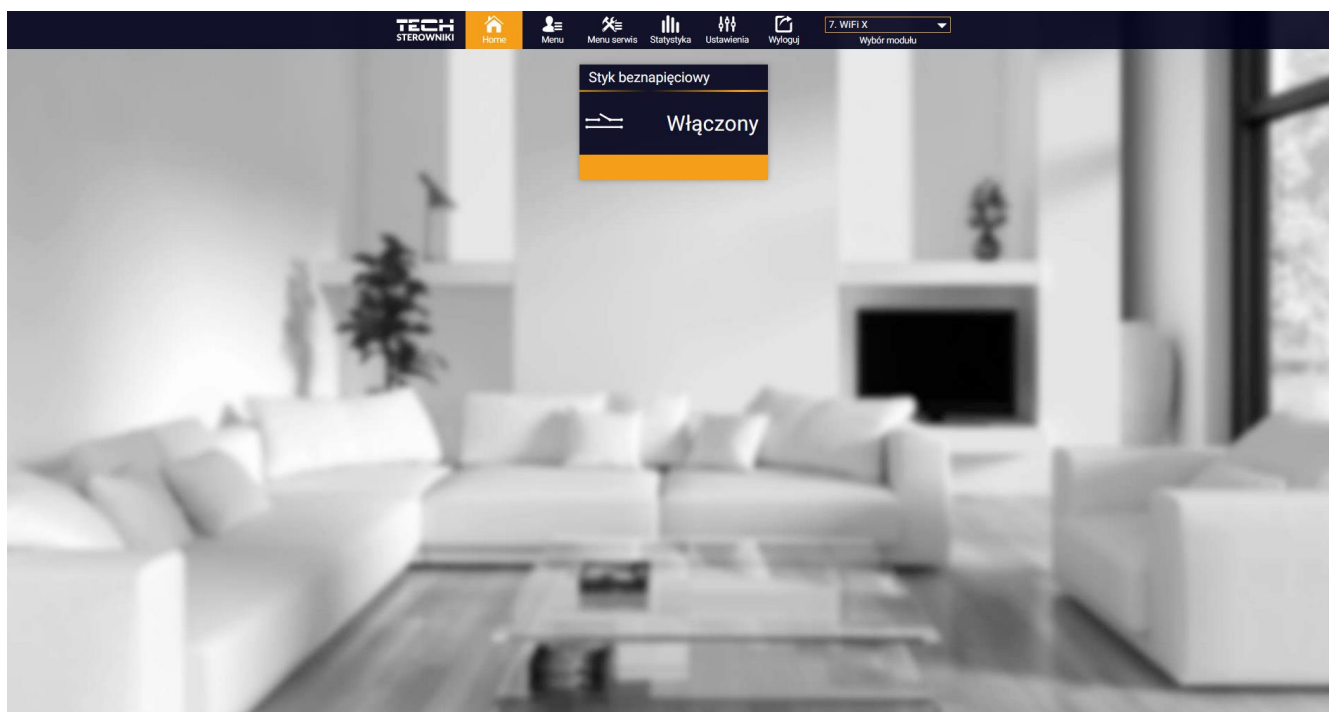 TECH
STEROWNIKI
Home
Menu
Menu serwis
Statystyka
Ustawienia
Wyloguj
7. WiFi X
Wybór modułu
Styk beznapięciowy
Włączony